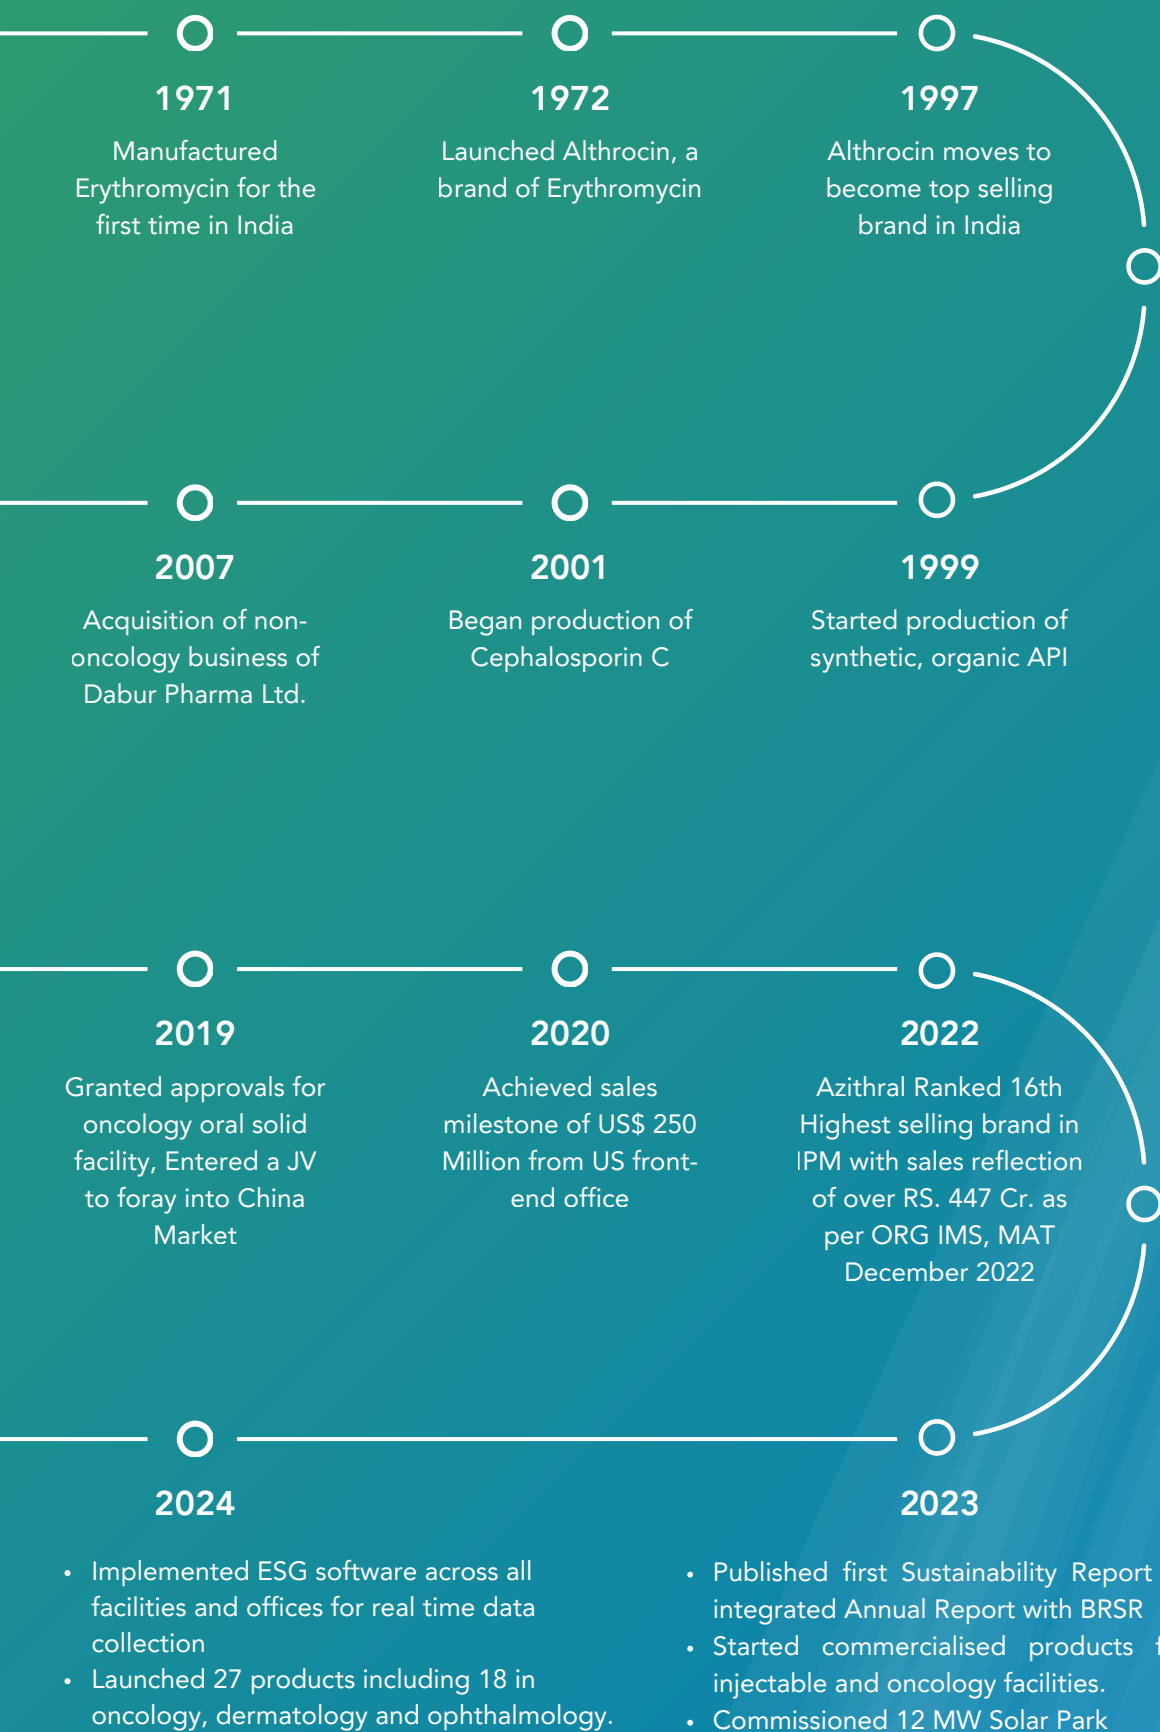 1971
Manufactured
Erythromycin for the
first time in India
1972
Launched Althrocin, a
brand of Erythromycin
1997
Althrocin moves to
become top selling
brand in India
2007
Acquisition of non-
oncology business of
Dabur Pharma Ltd.
2001
Began production of
Cephalosporin C
1999
Started production of
synthetic, organic API
2019
Granted approvals for
oncology oral solid
facility, Entered a JV
to foray into China
Market
2020
Achieved sales
milestone of US$ 250
Million from US front-
end office
2022
Azithral Ranked 16th
Highest selling brand in
IPM with sales reflection
of over RS. 447 Cr. as
per ORG IMS, MAT
December 2022
2024
• Implemented ESG software across all
facilities and offices for real time data
collection
• Launched 27 products including 18 in
oncology, dermatology and ophthalmology.
2023
• Published first Sustainability Report
integrated Annual Report with BRSR
• Started commercialised products
injectable and oncology facilities.
• Commissioned 12 MW Solar Park